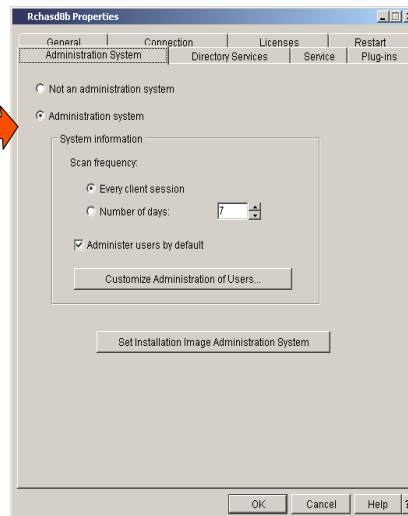 Rchasd8b Properties
General Connection Licenses Restart
Administration System Directory Services Service Plug-ins
Not an administration system
Administration system
System information
Scan frequency:
Every client session
Number of days: 7
Administer users by default
Customize Administration of Users...
Set Installation Image Administration System
OK Cancel Help ?